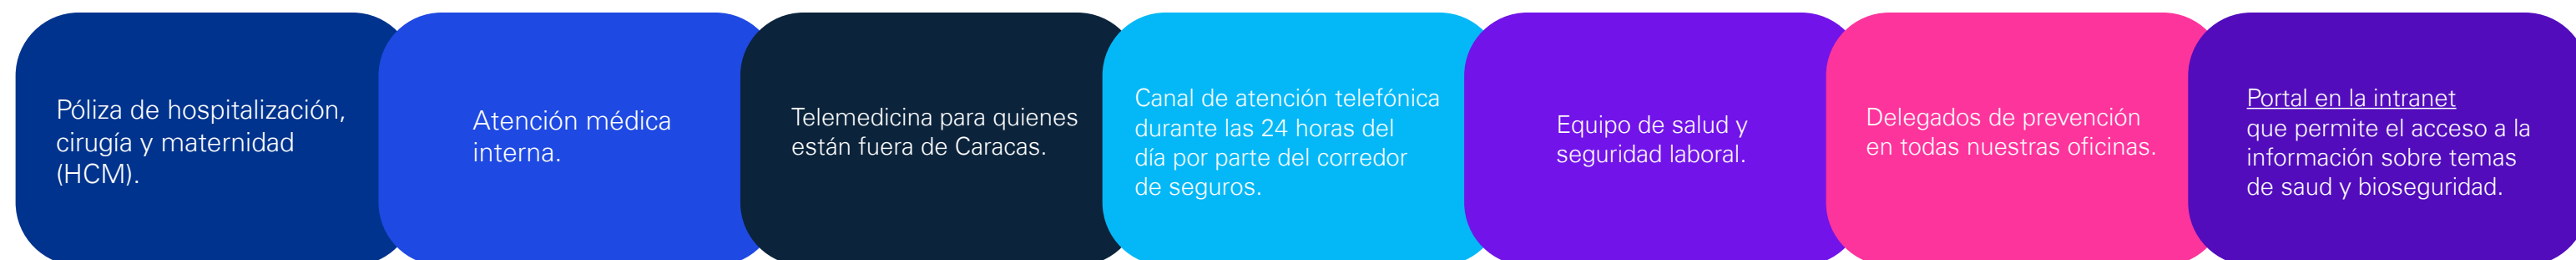 Póliza de hospitalización,
cirugía y maternidad
(HCM).
Atención médica
interna.
Telemedicina para quienes
están fuera de Caracas.
Canal de atención telefónica
durante las 24 horas del
día por parte del corredor
de seguros.
Equipo de salud y
seguridad laboral.
Delegados de prevención
en todas nuestras oficinas.
Portal en la intranet
que permite el acceso a la
información sobre temas
de saud y bioseguridad.